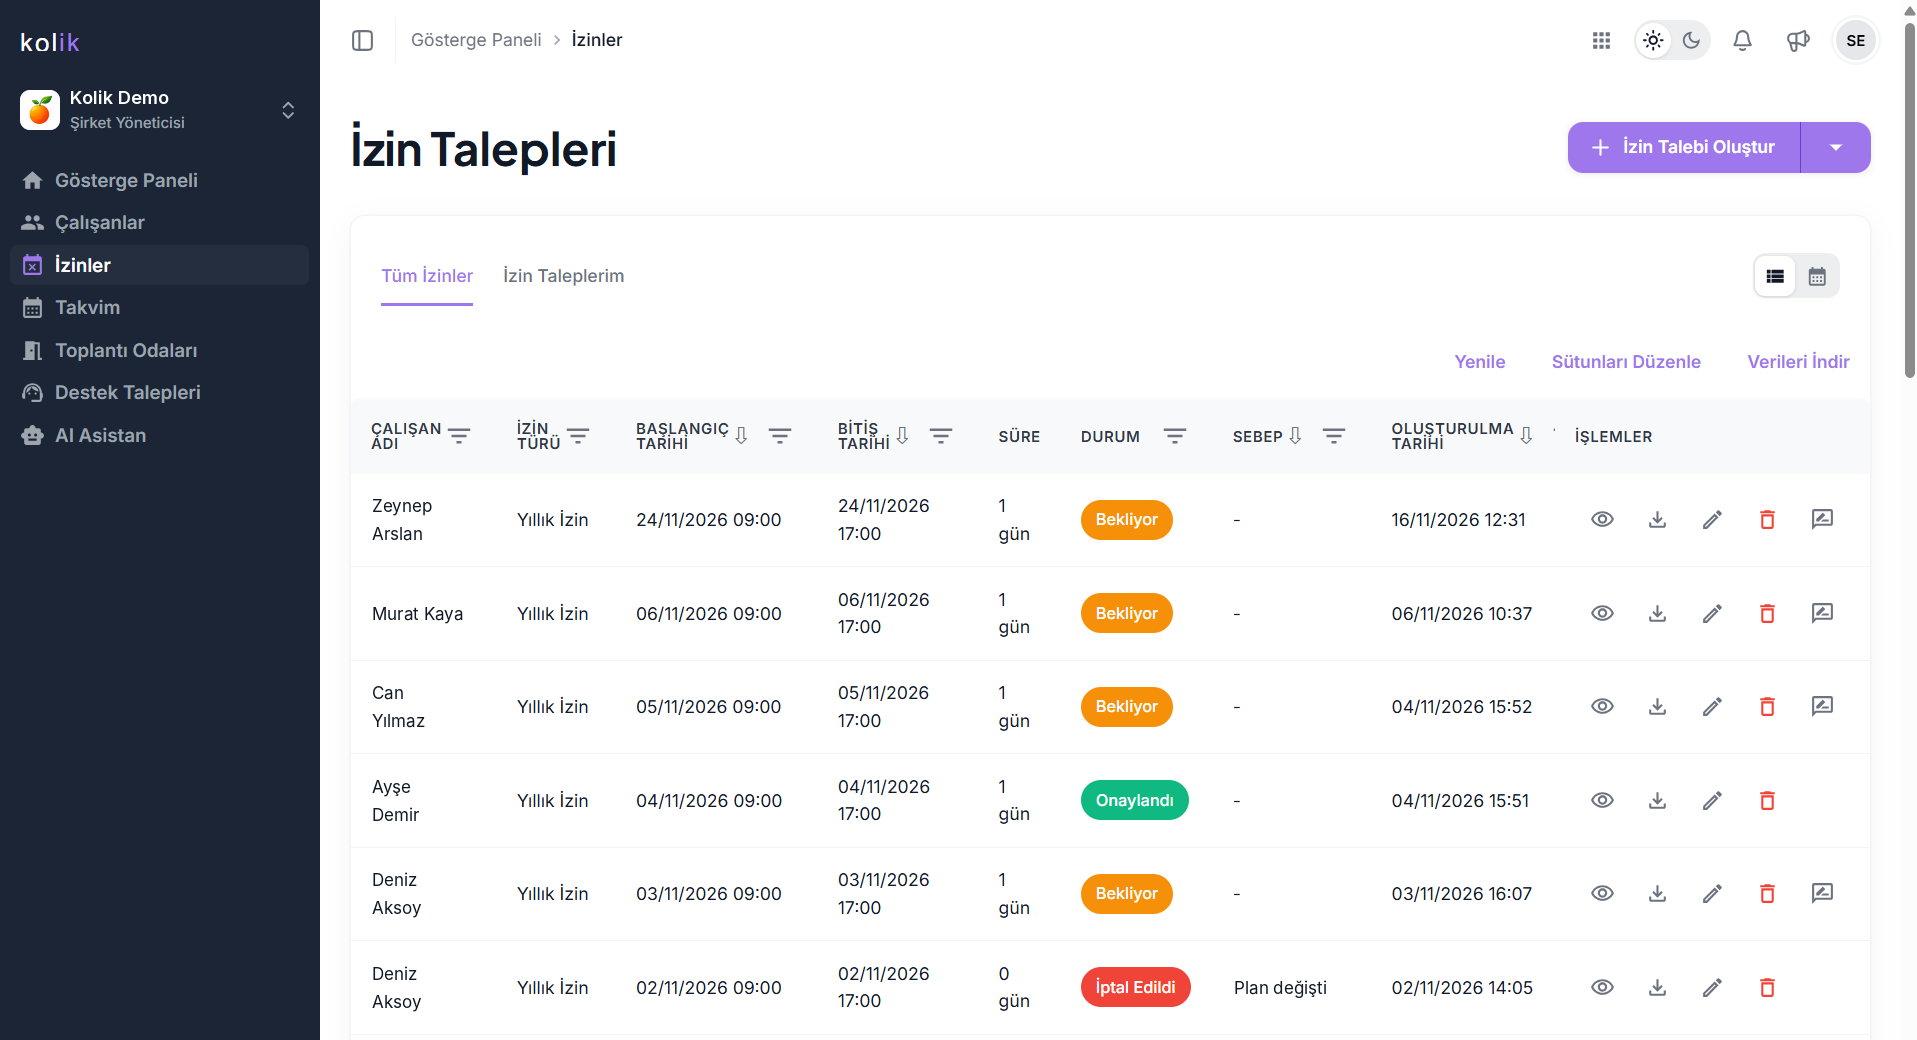 kolik
Kolik Demo
Şirket Yöneticisi
Gösterge Paneli
Çalışanlar
İzinler
Takvim
Toplantı Odaları
Destek Talepleri
AI Asistan
Gösterge Paneli > İzinler
SE
İzin Talepleri
İzin Talebi Oluştur
Tüm İzinler
İzin Taleplerim
Yenile
Sütunları Düzenle
Verileri İndir
ÇALIŞAN ADI
İZİN TÜRÜ
BAŞLANGIÇ TARİHİ
BİTİŞ TARİHİ
SÜRE
DURUM
SEBEP
OLUŞTURULMA TARİHİ
İŞLEMLER
Zeynep Arslan Yıllık İzin 24/11/2026 09:00 24/11/2026 17:00 1 gün Bekliyor - 16/11/2026 12:31
Murat Kaya Yıllık İzin 06/11/2026 09:00 06/11/2026 17:00 1 gün Bekliyor - 06/11/2026 10:37
Can Yılmaz Yıllık İzin 05/11/2026 09:00 05/11/2026 17:00 1 gün Bekliyor - 04/11/2026 15:52
Ayşe Demir Yıllık İzin 04/11/2026 09:00 04/11/2026 17:00 1 gün Onaylandı - 04/11/2026 15:51
Deniz Aksoy Yıllık İzin 03/11/2026 09:00 03/11/2026 17:00 1 gün Bekliyor - 03/11/2026 16:07
Deniz Aksoy Yıllık İzin 02/11/2026 09:00 02/11/2026 17:00 0 gün İptal Edildi Plan değişti 02/11/2026 14:05